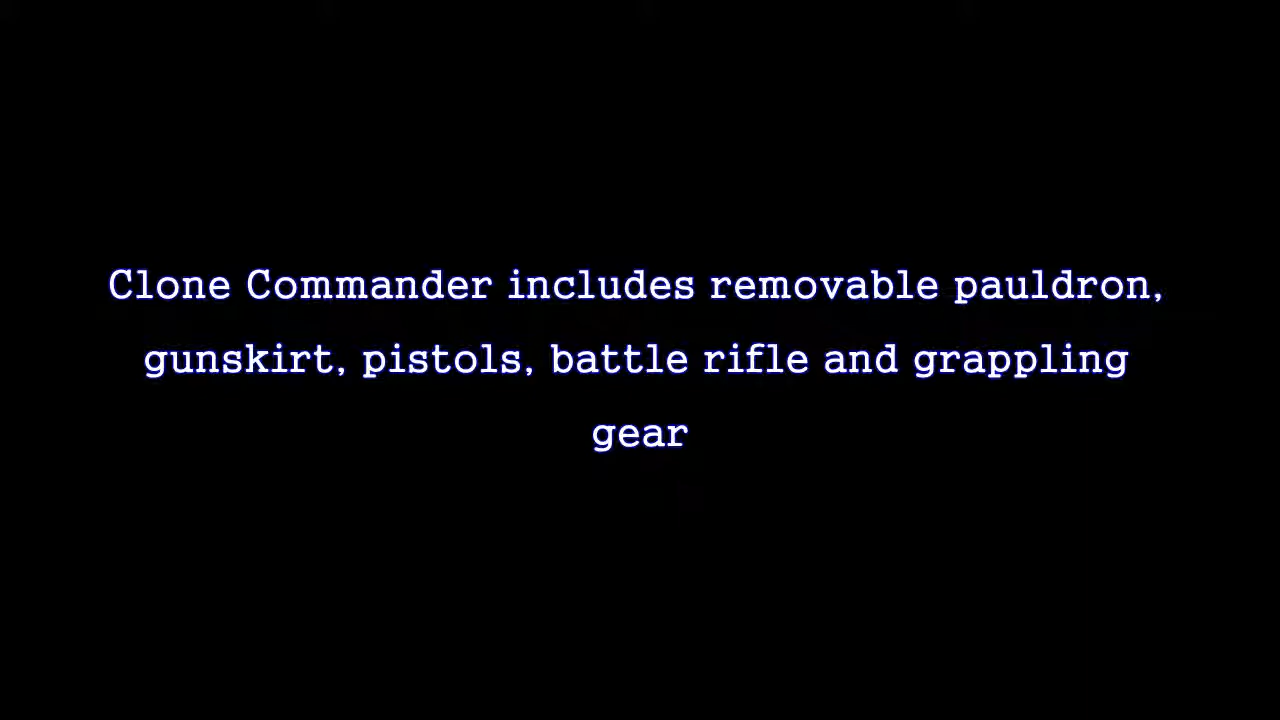 Clone Commander includes removable pauldron,
gunskirt, pistols, battle rifle and grappling
gear